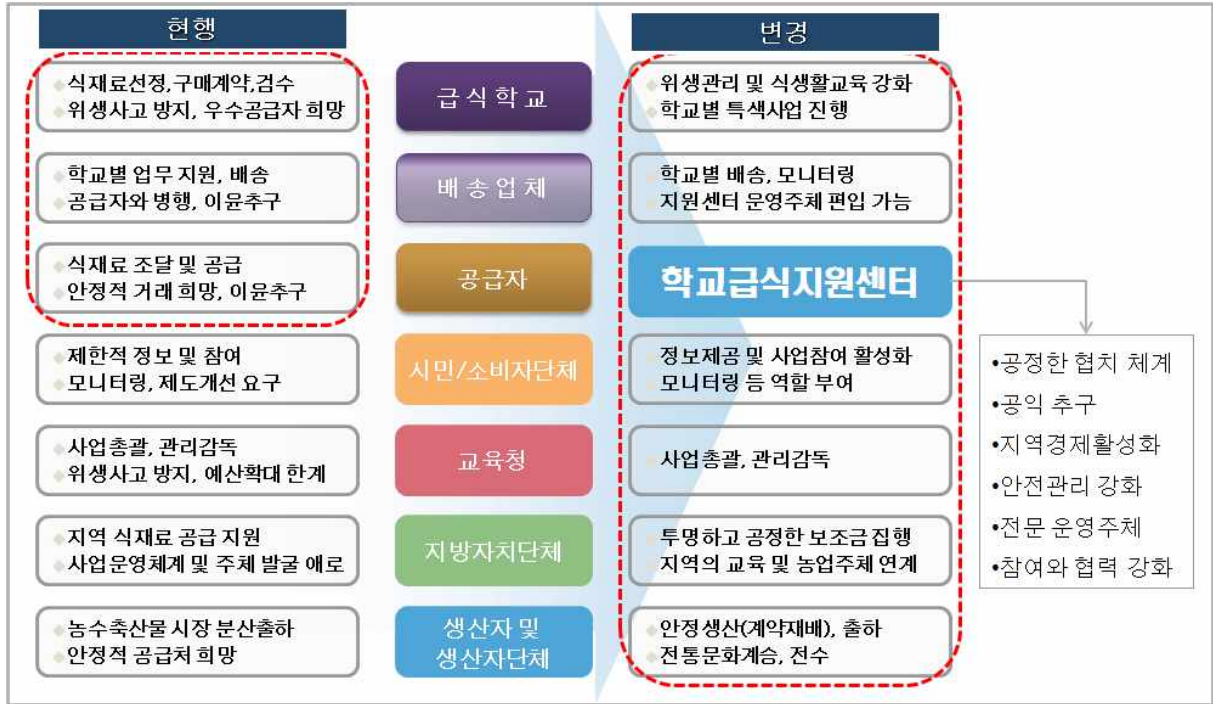 현행
변경
식재료선정,구매계약,검수
위생사고 방지, 우수공급자 희망
급식학교
위생관리 및 식생활교육 강화
학교별 특색사업 진행
학교별 업무 지원, 배송
공급자와 병행, 이윤추구
배송업체
학교별 배송, 모니터링
지원센터 운영주체 편입 가능
식재료 조달 및 공급
안정적 거래 희망, 이윤추구
공급자
학교급식지원센터
제한적 정보 및 참여
모니터링, 제도개선 요구
시민/소비자단체
정보제공 및 사업참여 활성화
모니터링 등 역할 부여
사업총괄, 관리감독
위생사고 방지, 예산확대 한계
교육청
사업총괄, 관리감독
지역 식재료 공급 지원
사업운영체계 및 주체 발굴 애로
지방자치단체
투명하고 공정한 보조금 집행
지역의 교육 및 농업주체 연계
농수축산물 시장 분산출하
안정적 공급처 희망
생산자 및
생산자단체
안정생산(계약재배), 출하
전통문화계승, 전수
•공정한 협치 체계
•공익 추구
•지역경제활성화
•안전관리 강화
•전문 운영주체
•참여와 협력 강화